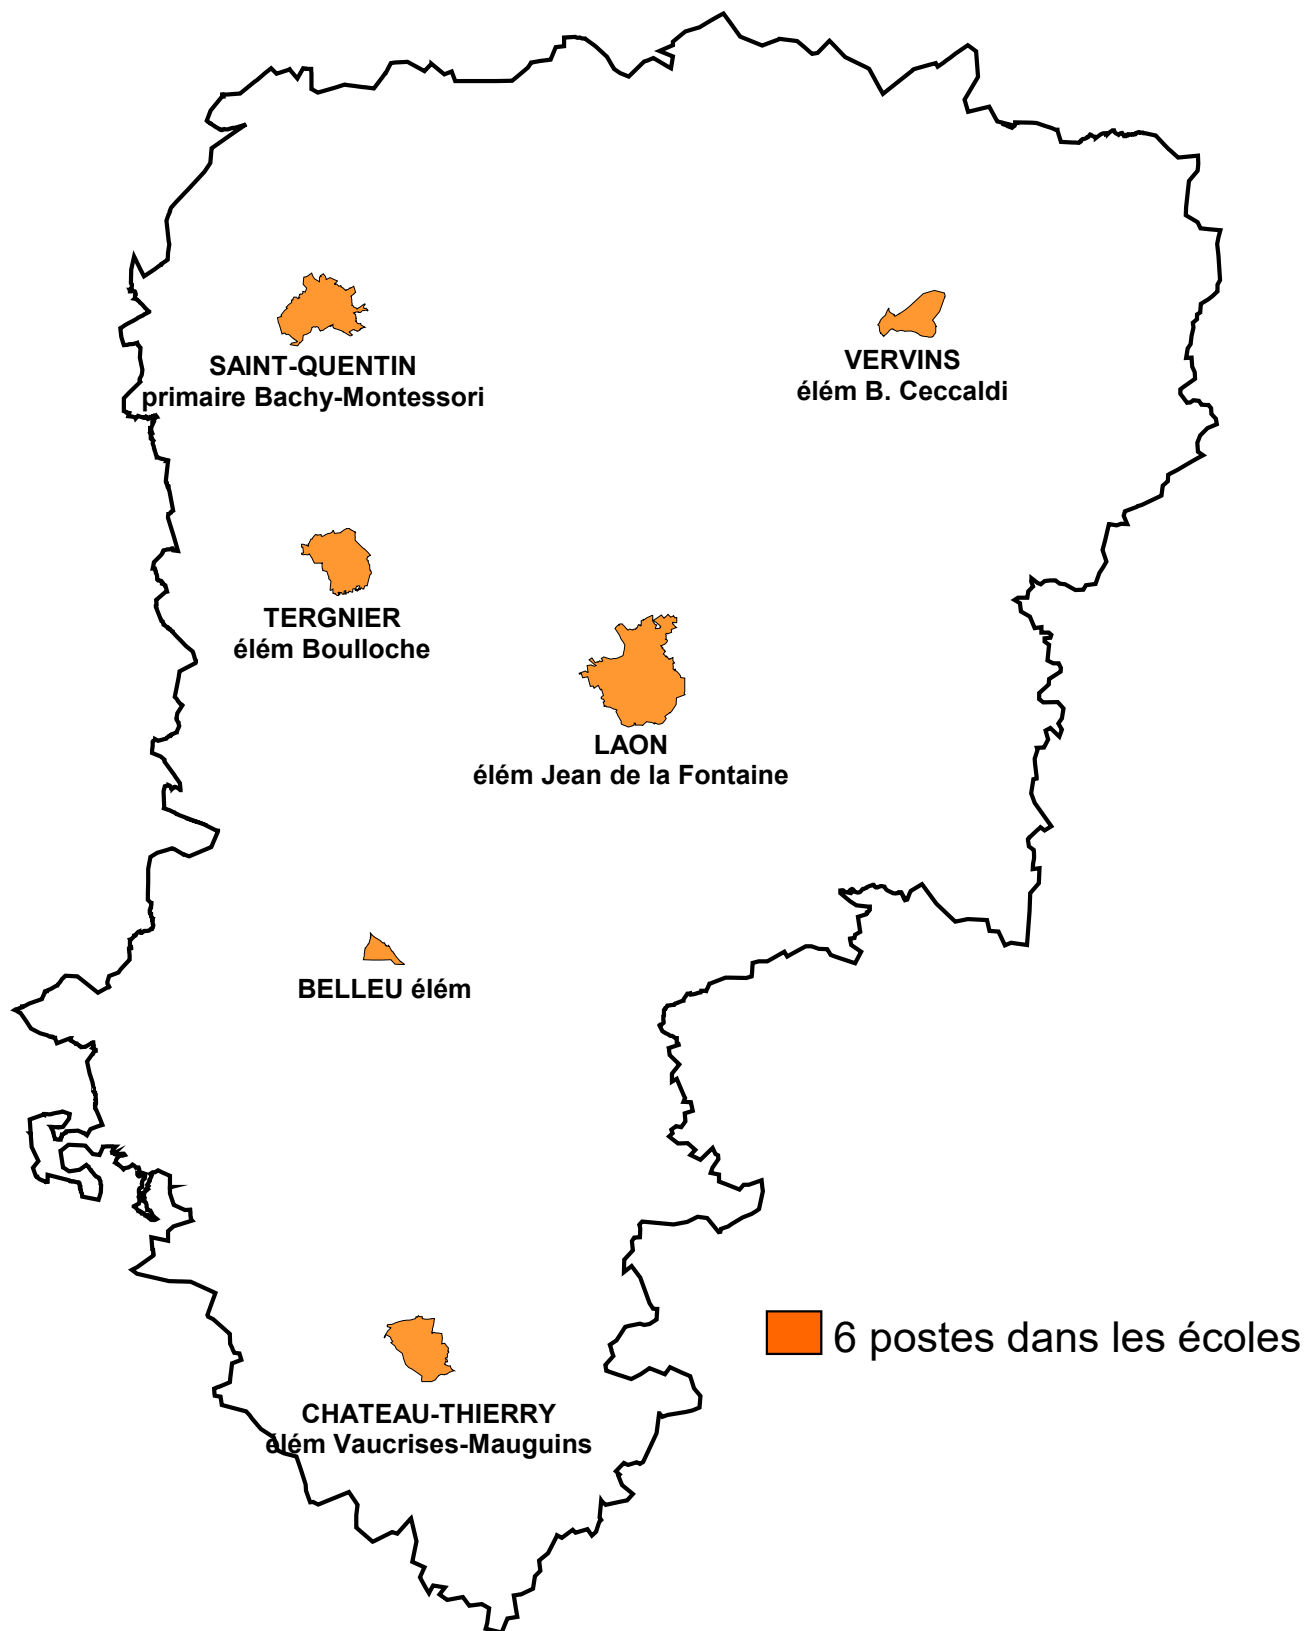 SAINT-QUENTIN
primaire Bachy-Montessori
VERVINS
élém B. Ceccaldi
TERGNIER
élém Boulloche
LAON
élém Jean de la Fontaine
BELLEU élém
6 postes dans les écoles
CHATEAU-THIERRY
élém Vaucrises-Mauguins